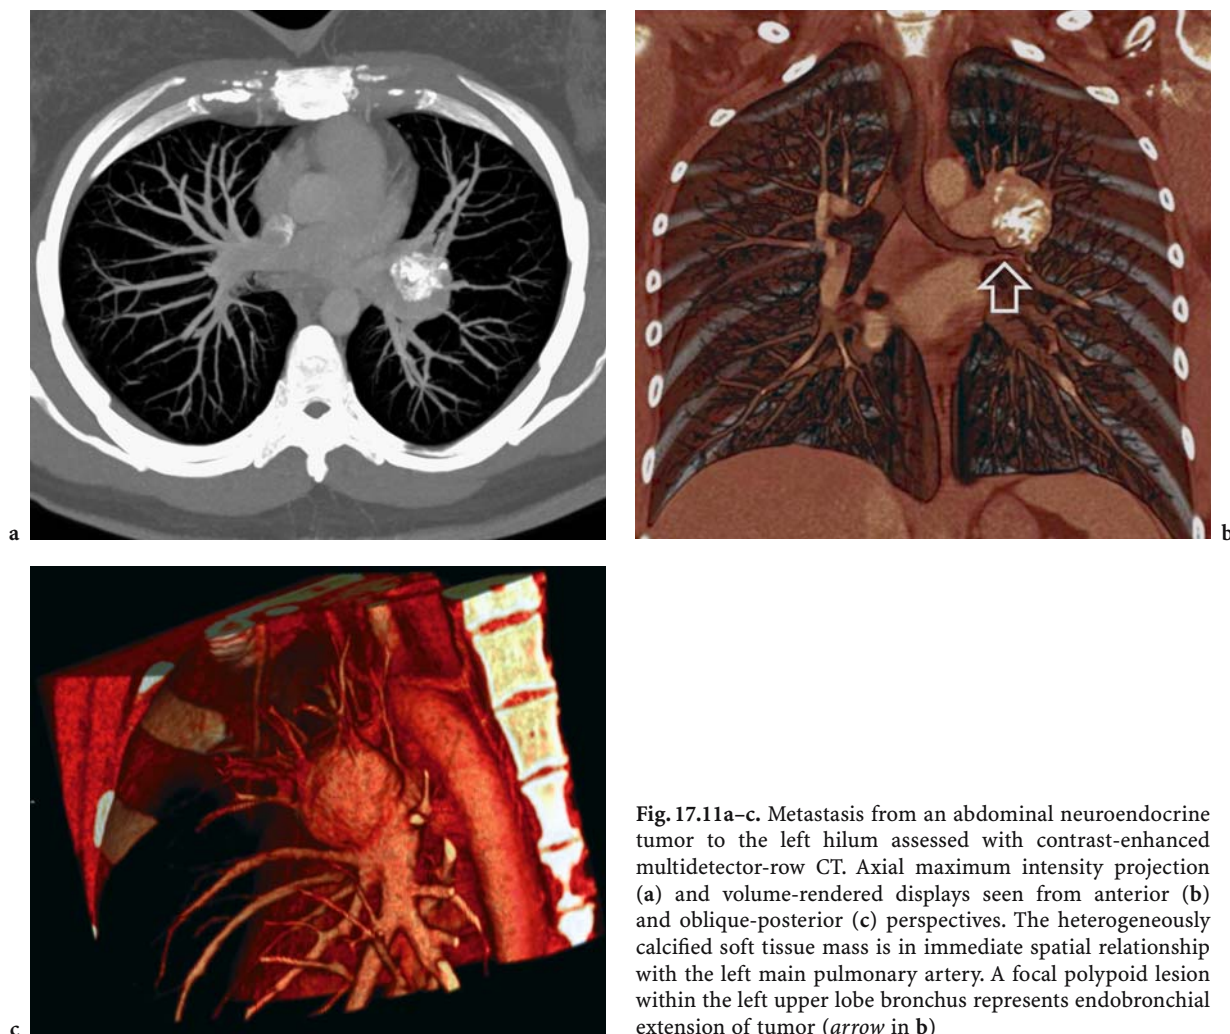 a
b
c
Fig. 17.11a–c. Metastasis from an abdominal neuroendocrine
tumor to the left hilum assessed with contrast-enhanced
multidetector-row CT. Axial maximum intensity projection
(a) and volume-rendered displays seen from anterior (b)
and oblique-posterior (c) perspectives. The heterogeneously
calcified soft tissue mass is in immediate spatial relationship
with the left main pulmonary artery. A focal polypoid lesion
within the left upper lobe bronchus represents endobronchial
extension of tumor (arrow in b)